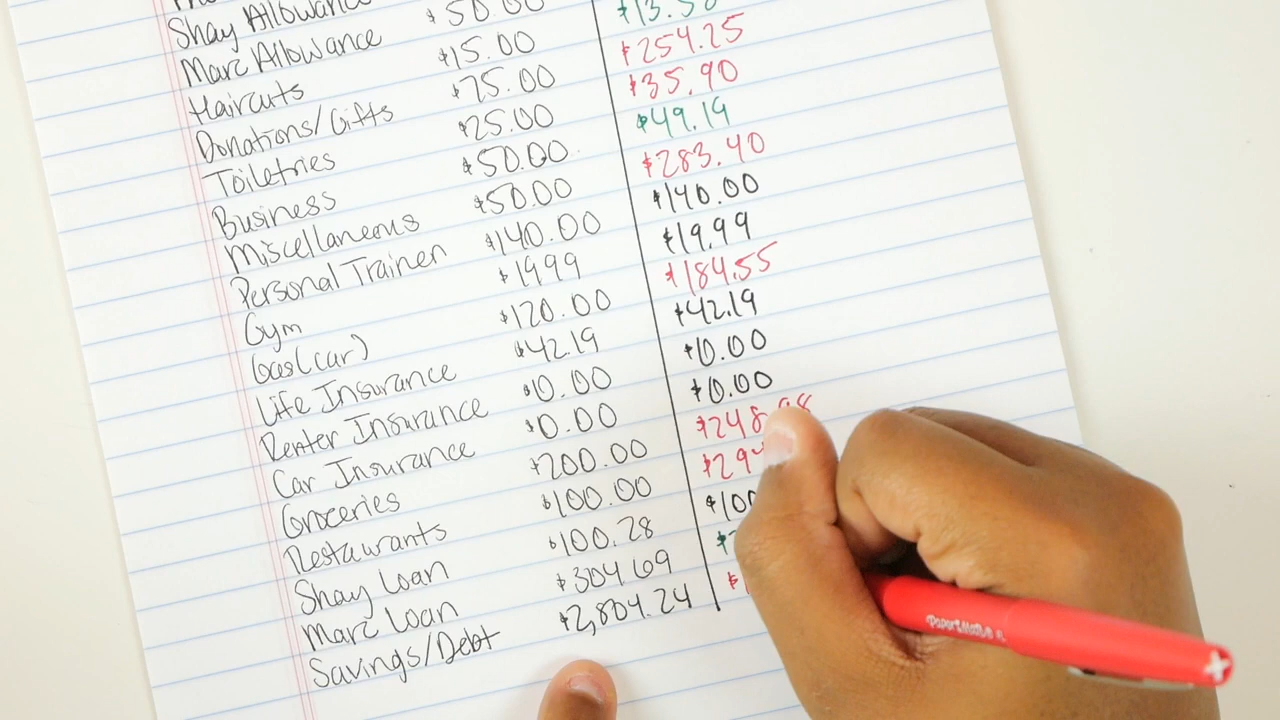 Shay Allowance
Marc Allowance $50.00
Haircuts $15.00
Donations/Gifts $75.00 $254.25
Toiletries $25.00 $35.90
Business $50.00 $49.19
Miscellaneous $50.00 $283.40
Personal Trainer $140.00 $140.00
Gym $19.99 $19.99
Gas(car) $120.00 $184.55
Life Insurance $42.19 $42.19
Renter Insurance $0.00 $0.00
Car Insurance $0.00 $0.00
Groceries $200.00
Restaurants $100.00
Shay Loan $100.28
Marc Loan $304.69
Savings/Debt $2,804.24
PaperMate